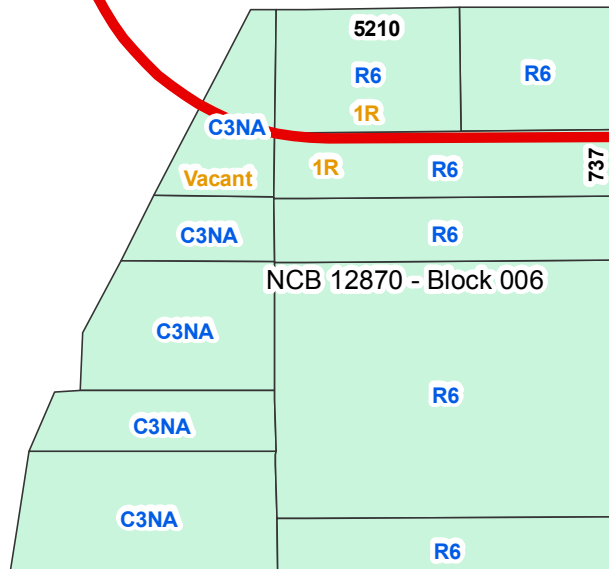 5210
R6
R6
1R
C3NA
Vacant
1R
R6
737
C3NA
R6
NCB 12870 - Block 006
C3NA
R6
C3NA
C3NA
R6